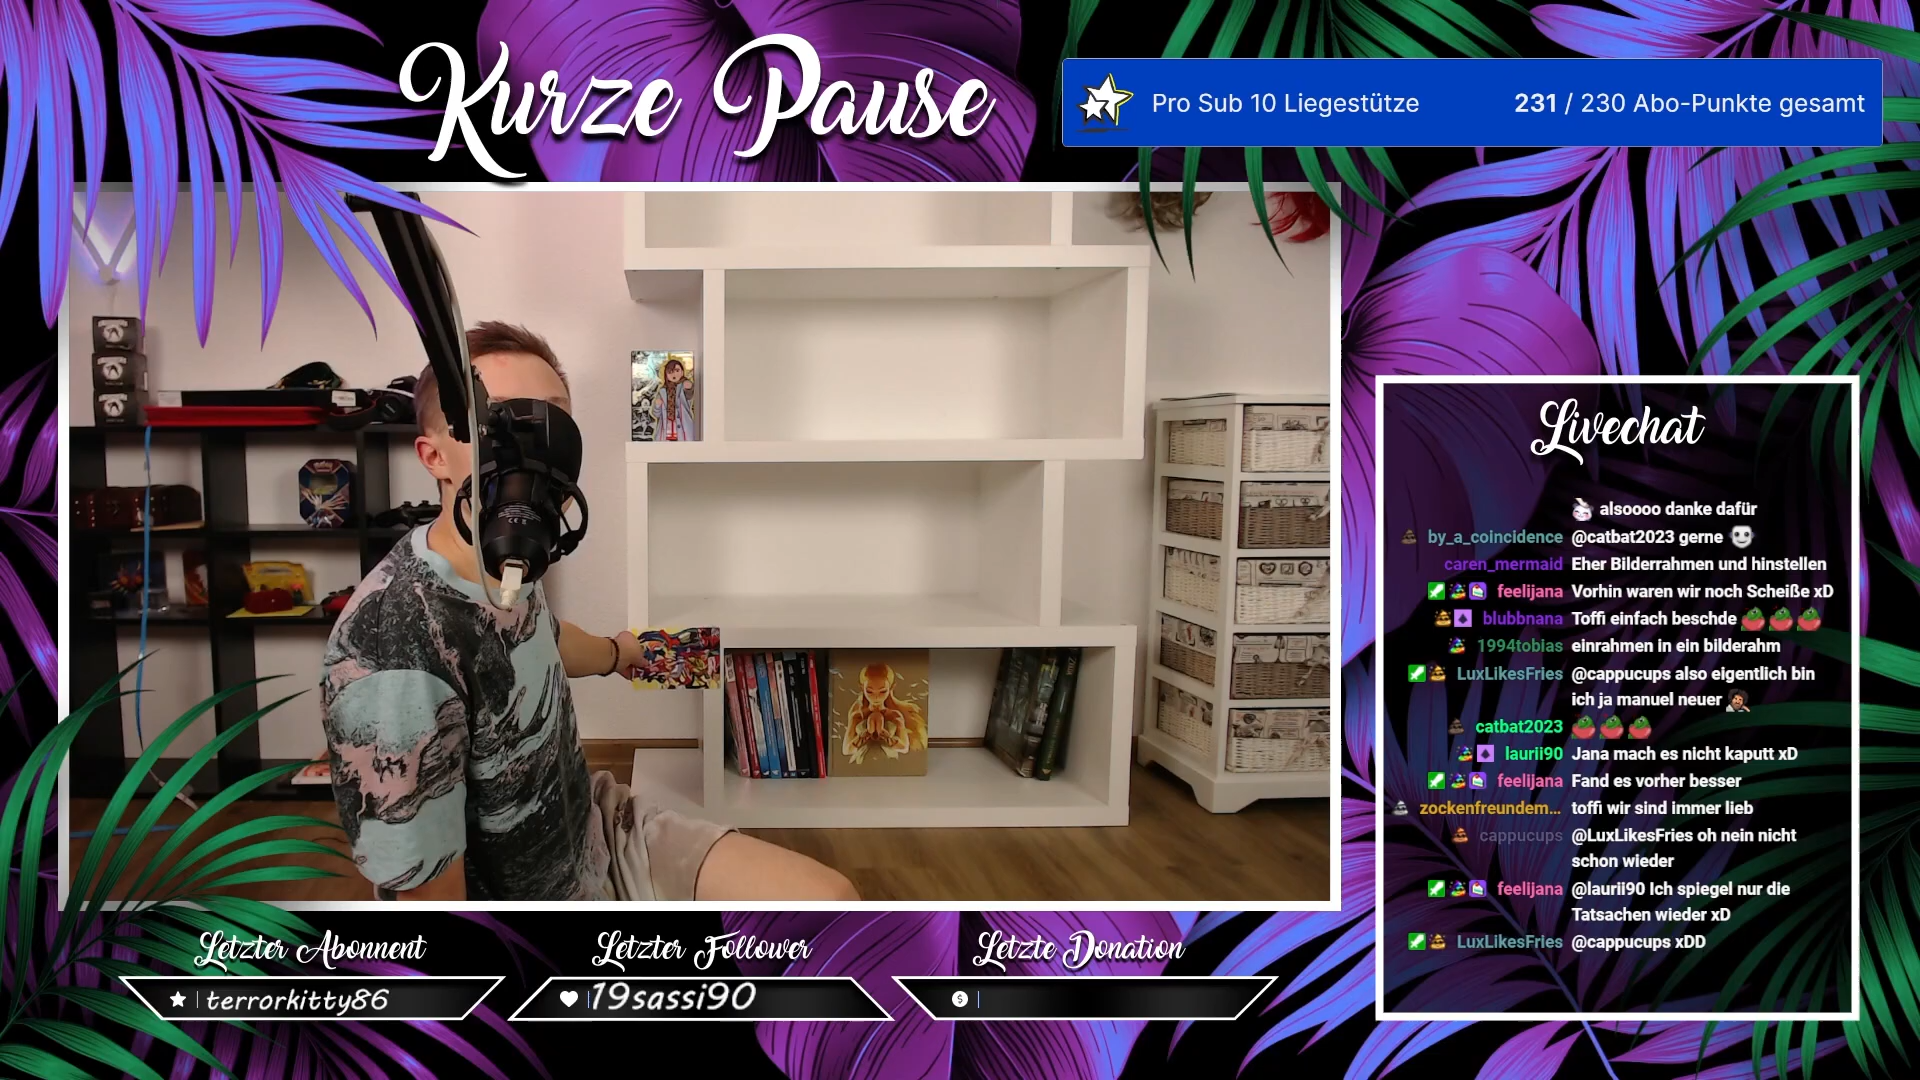 Kurze Pause
Pro Sub 10 Liegestütze
231 / 230 Abo-Punkte gesamt
Livechat
alsoooo danke dafür
by_a_coincidence @catbat2023 gerne
caren_mermaid Eher Bilderrahmen und hinstellen
feelijana Vorhin waren wir noch Scheiße xD
blubbnana Toffi einfach beschde
1994tobias einrahmen in ein bilderahm
LuxLikesFries @cappucups also eigentlich bin
ich ja manuel neuer
catbat2023
laurii90 Jana mach es nicht kaputt xD
feelijana Fand es vorher besser
zockenfreundem... toffi wir sind immer lieb
cappucups @LuxLikesFries oh nein nicht
schon wieder
feelijana @laurii90 Ich spiegel nur die
Tatsachen wieder xD
LuxLikesFries @cappucups xDD
Letzter Abonnent
terrorkitty86
Letzter Follower
19sassi90
Letzte Donation